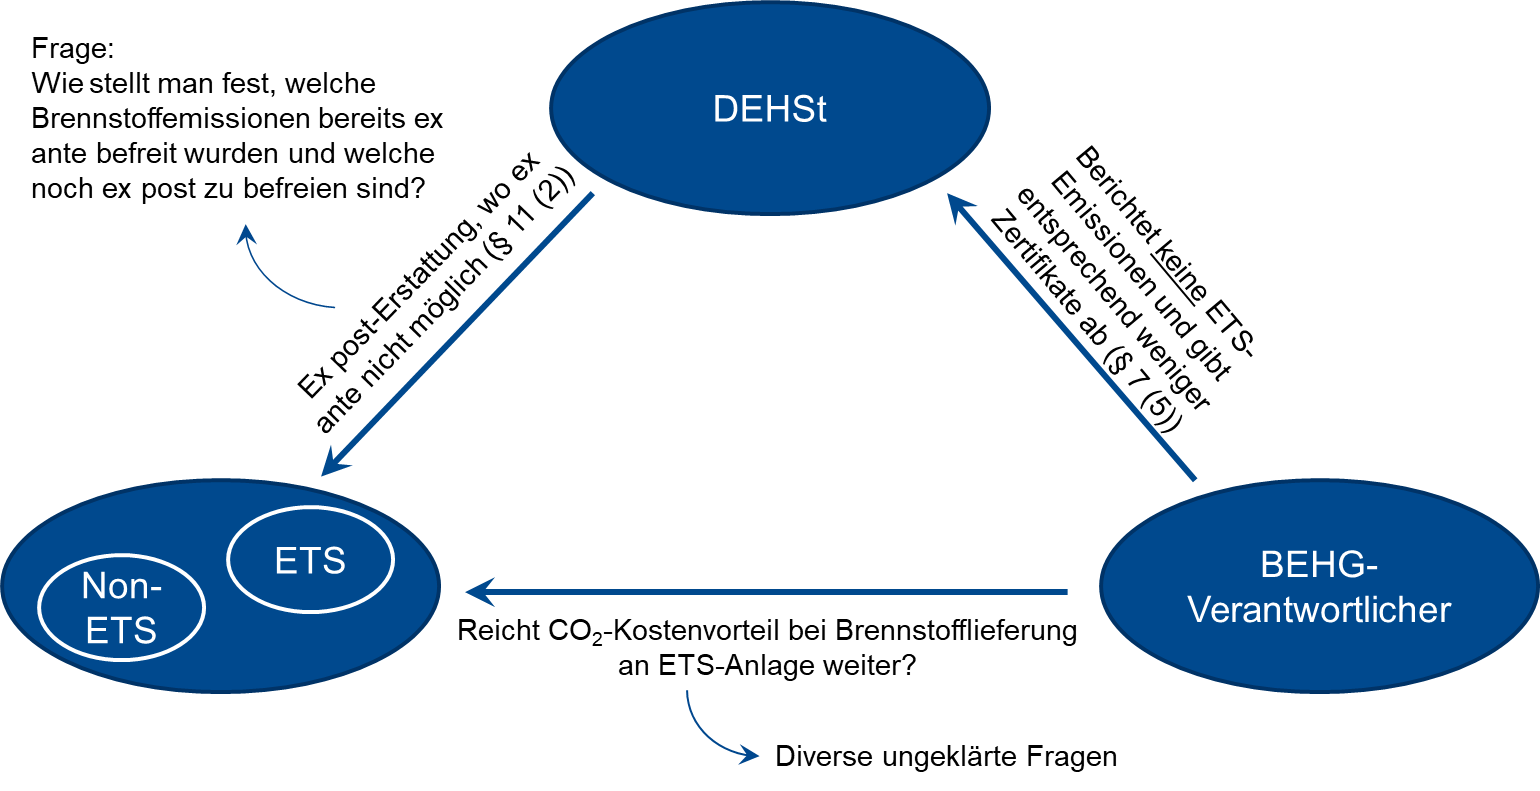 Frage:
Wie stellt man fest, welche
Brennstoffemissionen bereits ex
ante befreit wurden und welche
noch ex post zu befreien sind?
DEHSt
Ex post-Erstattung, wo ex
ante nicht möglich (§ 11 (2))
Berichtet keine ETS-
Emissionen und gibt
entsprechend weniger
Zertifikate ab (§ 7 (5))
ETS
Non-
ETS
BEHG-
Verantwortlicher
Reicht CO₂-Kostenvorteil bei Brennstofflieferung
an ETS-Anlage weiter?
Diverse ungeklärte Fragen